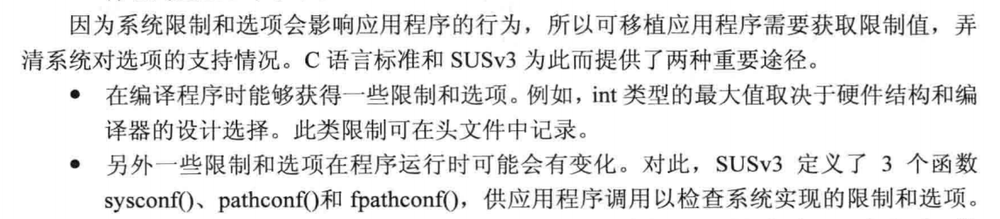 因为系统限制和选项会影响应用程序的行为，所以可移植应用程序需要获取限制值，弄
清系统对选项的支持情况。C 语言标准和 SUSv3 为此而提供了两种重要途径。
● 在编译程序时能够获得一些限制和选项。例如，int 类型的最大值取决于硬件结构和编
译器的设计选择。此类限制可在头文件中记录。
● 另外一些限制和选项在程序运行时可能会有变化。对此，SUSv3 定义了 3 个函数
sysconf()、pathconf()和 fpathconf()，供应用程序调用以检查系统实现的限制和选项。